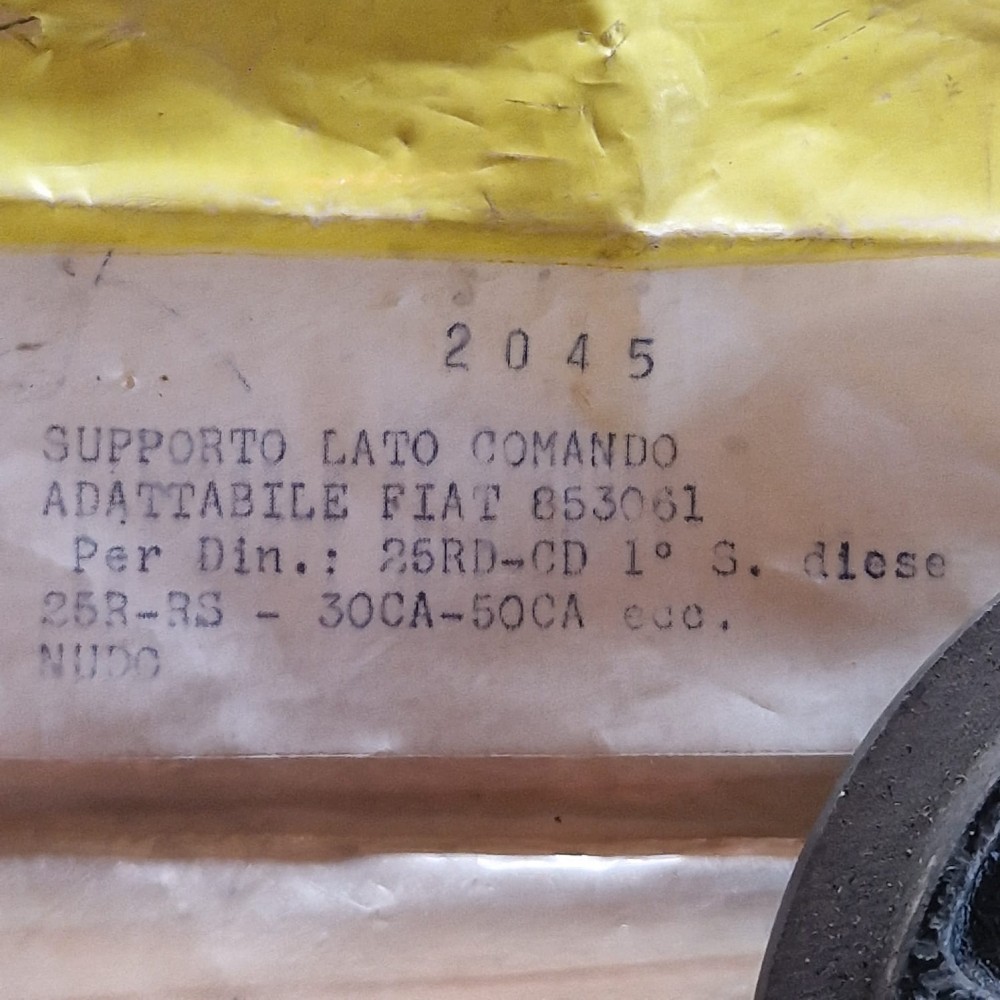 2045
SUPPORTO LATO COMANDO
ADATTABILE FIAT 853061
Per Din.: 25RD-CD 1° S. diese
25R-RS - 30CA-50CA ecc.
NUDO